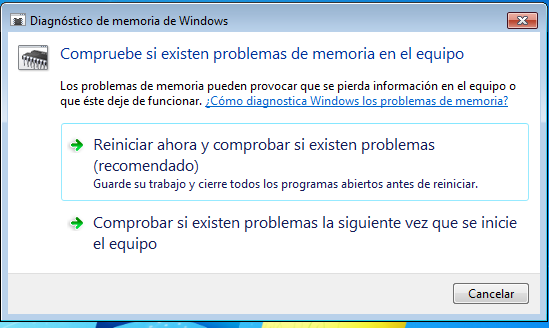 Diagnóstico de memoria de Windows
Compruebe si existen problemas de memoria en el equipo
Los problemas de memoria pueden provocar que se pierda información en el equipo o
que éste deje de funcionar. ¿Cómo diagnostica Windows los problemas de memoria?
Reiniciar ahora y comprobar si existen problemas
(recomendado)
Guarde su trabajo y cierre todos los programas abiertos antes de reiniciar.
Comprobar si existen problemas la siguiente vez que se inicie
el equipo
Cancelar